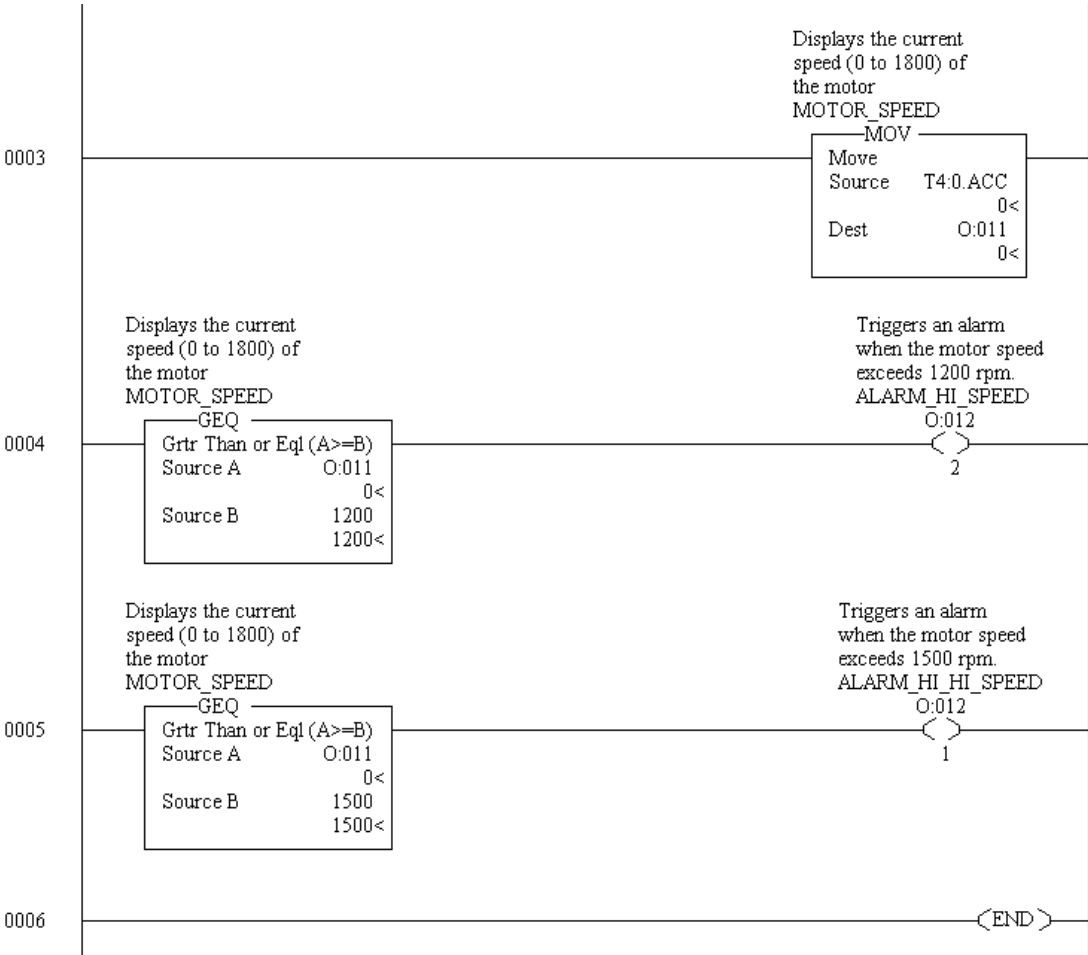 Displays the current
speed (0 to 1800) of
the motor
MOTOR_SPEED
MOV
0003
Move
Source T4:0.ACC
0<
Dest O:011
0<
Displays the current
speed (0 to 1800) of
the motor
MOTOR_SPEED
GEQ
0004
Grtr Than or Eql (A>=B)
Source A O:011
0<
Source B 1200
1200<
Triggers an alarm
when the motor speed
exceeds 1200 rpm.
ALARM_HI_SPEED
O:012
2
Displays the current
speed (0 to 1800) of
the motor
MOTOR_SPEED
GEQ
0005
Grtr Than or Eql (A>=B)
Source A O:011
0<
Source B 1500
1500<
Triggers an alarm
when the motor speed
exceeds 1500 rpm.
ALARM_HI_HI_SPEED
O:012
1
0006
END